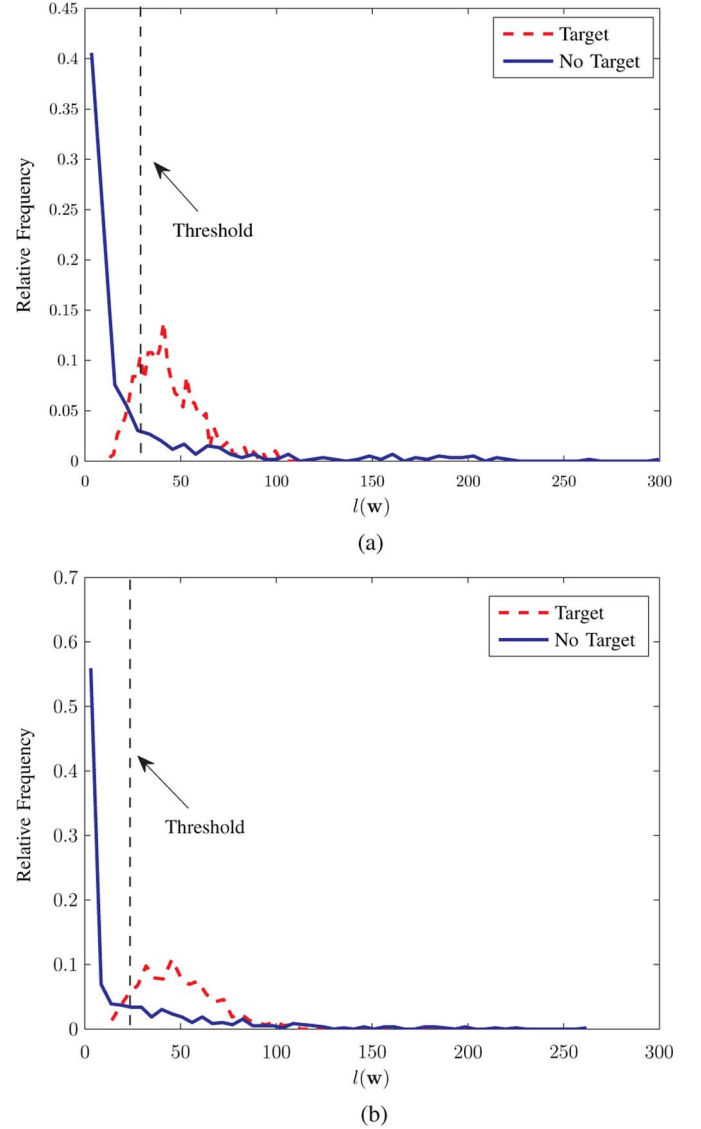 0.45
0.4
0.35
0.3
0.25
0.2
0.15
0.1
0.05
0
Relative Frequency
Target
No Target
Threshold
0 50 100 150 200 250 300
l(w)
(a)
0.7
0.6
0.5
0.4
0.3
0.2
0.1
0
Relative Frequency
Target
No Target
Threshold
0 50 100 150 200 250 300
l(w)
(b)